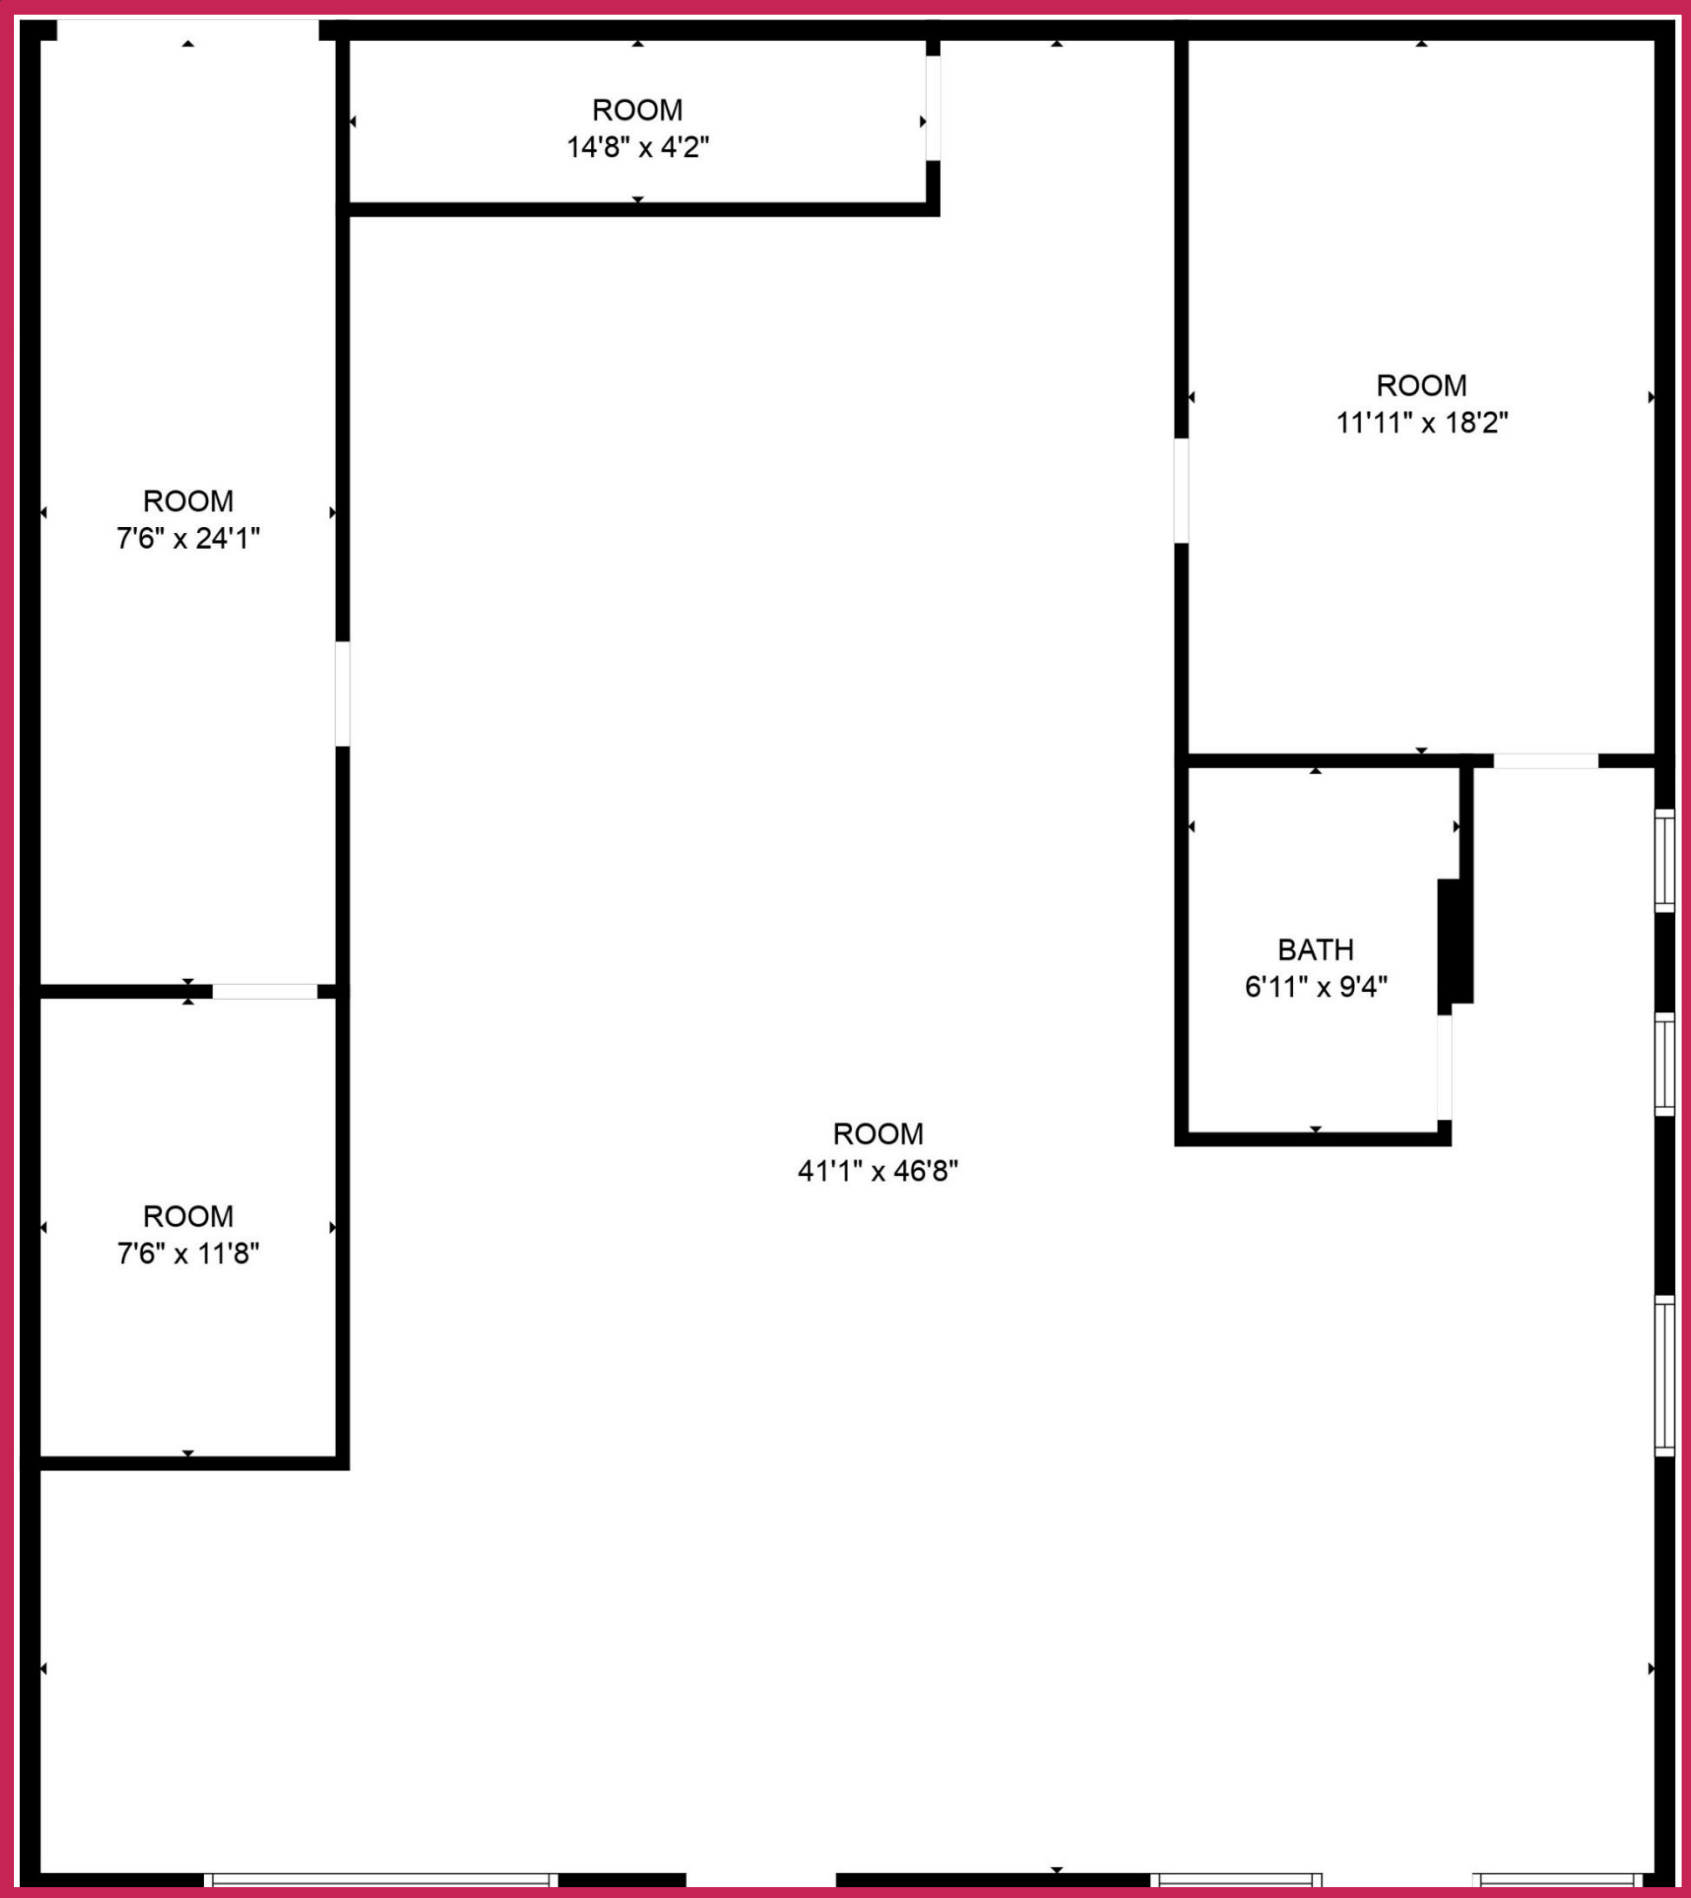 ROOM
14'8" x 4'2"
ROOM
11'11" x 18'2"
ROOM
7'6" x 24'1"
BATH
6'11" x 9'4"
ROOM
41'1" x 46'8"
ROOM
7'6" x 11'8"